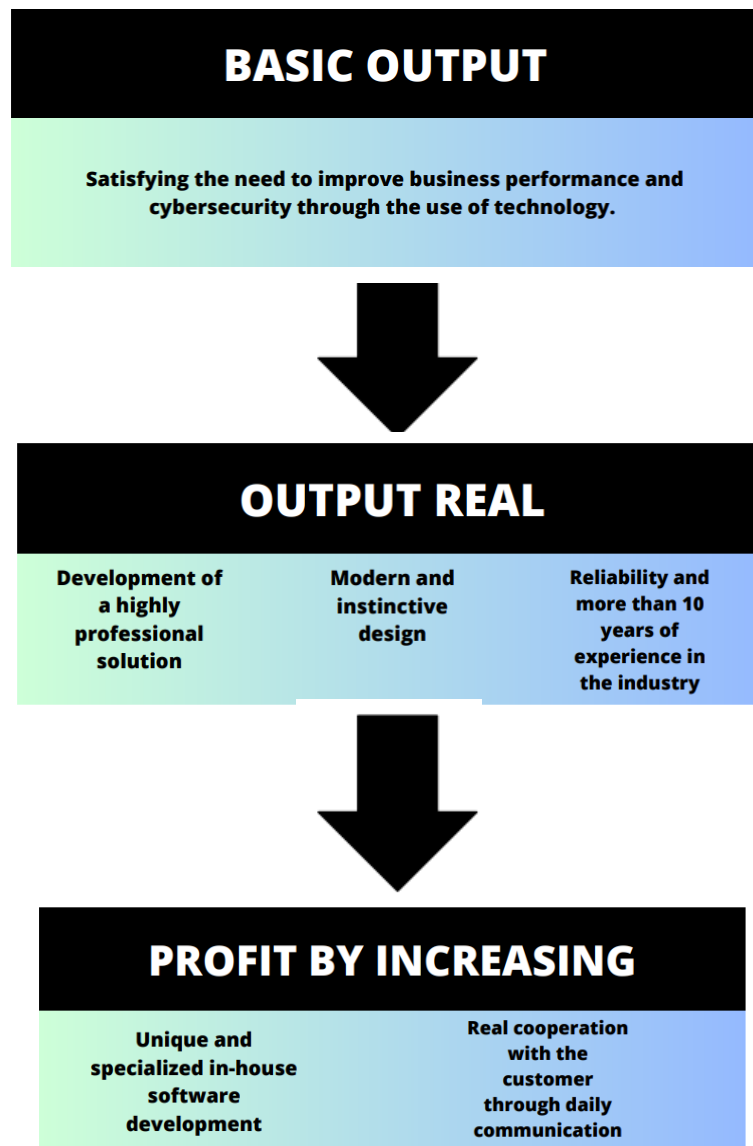 BASIC OUTPUT
Satisfying the need to improve business performance and
cybersecurity through the use of technology.
OUTPUT REAL
Development of
a highly
professional
solution
Modern and
instinctive
design
Reliability and
more than 10
years of
experience in
the industry
PROFIT BY INCREASING
Unique and
specialized in-house
software
development
Real cooperation
with the
customer
through daily
communication